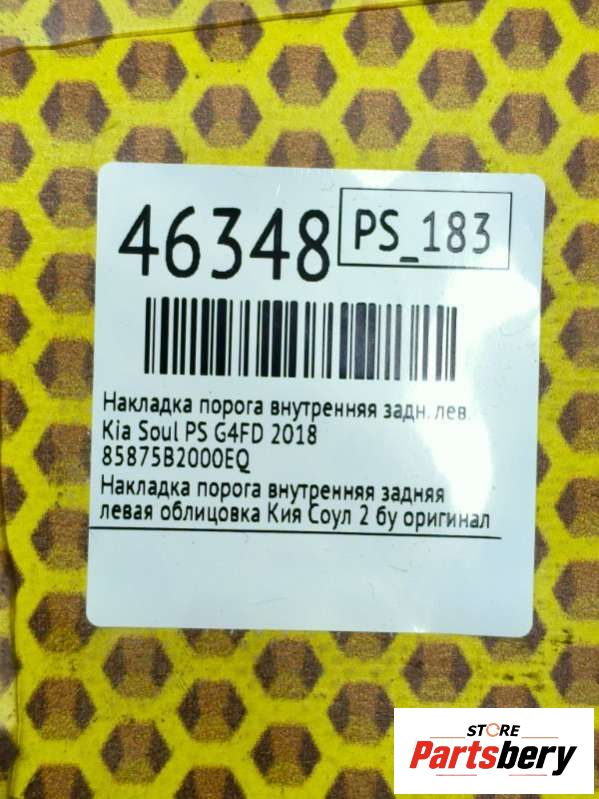 46348
PS_183
Накладка порога внутренняя задн. лев.
Kia Soul PS G4FD 2018
85875B2000EQ
Накладка порога внутренняя задняя
левая облицовка Кия Соул 2 бу оригинал
STORE
Partsbery